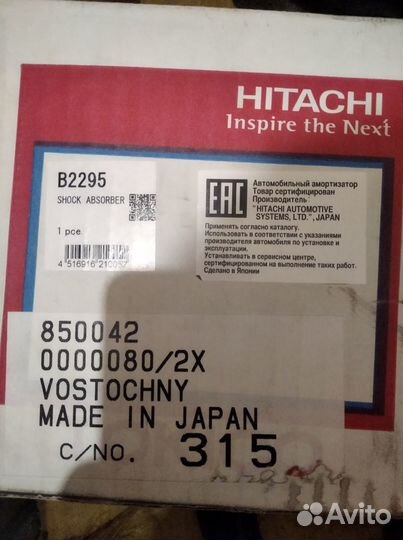 HITACHI
Inspire the Next
B2295
SHOCK ABSORBER
1 pce.
EAC
Автомобильный амортизатор
Товар сертифицирован
Производитель
"HITACHI AUTOMOTIVE
SYSTEMS, LTD.", JAPAN
Применять согласно каталогу.
Использовать в соответствии с указаниями
производителя автомобиля по установке и
эксплуатации.
Устанавливать в сервисном центре,
сертифицированном на выполнение таких работ.
Сделано в Японии
850042
0000080/2X
VOSTOCHNY
MADE IN JAPAN
C/NO. 315
Avito